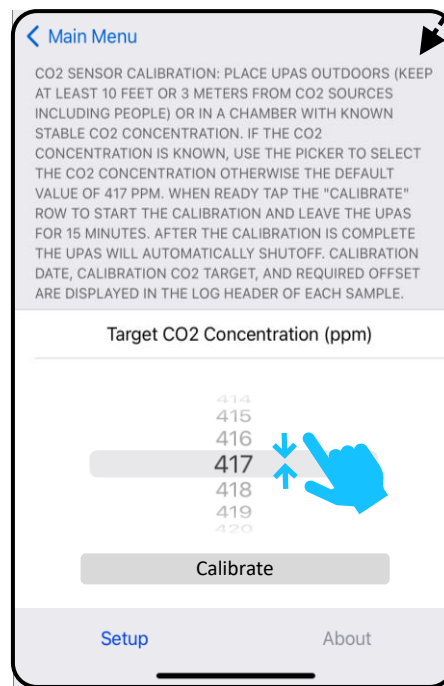 Main Menu
CO2 SENSOR CALIBRATION: PLACE UPAS OUTDOORS (KEEP
AT LEAST 10 FEET OR 3 METERS FROM CO2 SOURCES
INCLUDING PEOPLE) OR IN A CHAMBER WITH KNOWN
STABLE CO2 CONCENTRATION. IF THE CO2
CONCENTRATION IS KNOWN, USE THE PICKER TO SELECT
THE CO2 CONCENTRATION OTHERWISE THE DEFAULT
VALUE OF 417 PPM. WHEN READY TAP THE "CALIBRATE"
ROW TO START THE CALIBRATION AND LEAVE THE UPAS
FOR 15 MINUTES. AFTER THE CALIBRATION IS COMPLETE
THE UPAS WILL AUTOMATICALLY SHUTOFF. CALIBRATION
DATE, CALIBRATION CO2 TARGET, AND REQUIRED OFFSET
ARE DISPLAYED IN THE LOG HEADER OF EACH SAMPLE.
Target CO2 Concentration (ppm)
414
415
416
417
418
419
420
Calibrate
Setup About